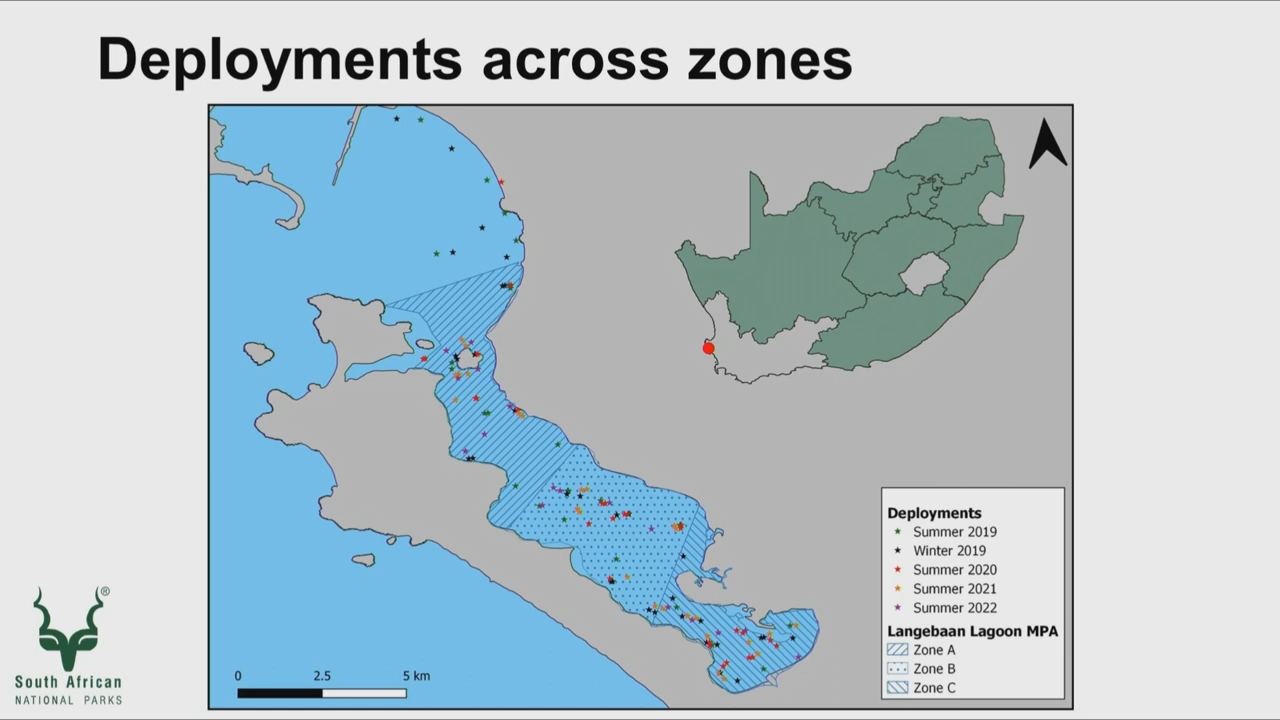 Deployments across zones
Deployments
Summer 2019
Winter 2019
Summer 2020
Summer 2021
Summer 2022
Langebaan Lagoon MPA
Zone A
Zone B
Zone C
0 2.5 5 km
®
South African
NATIONAL PARKS